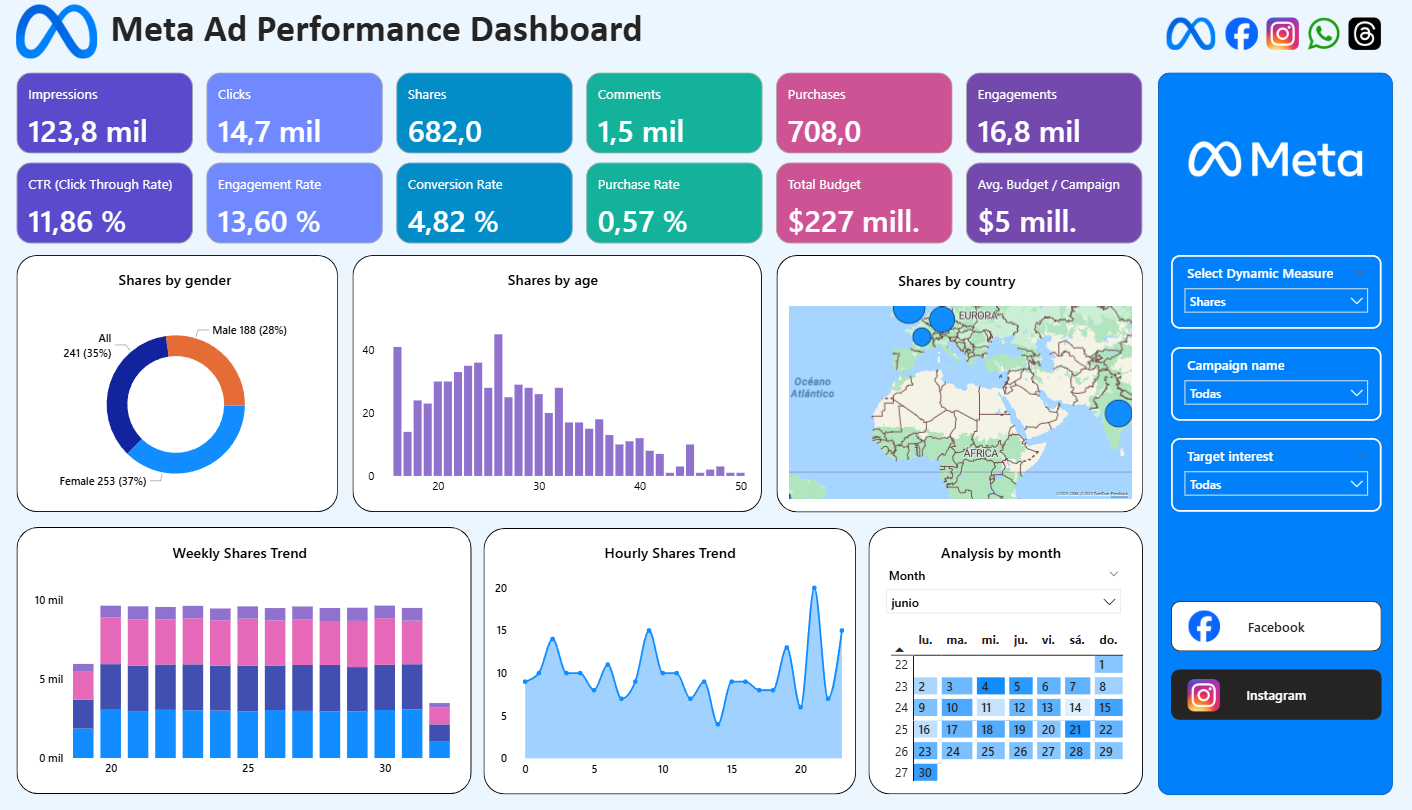 Meta Ad Performance Dashboard
Impressions
123,8 mil
Clicks
14,7 mil
Shares
682,0
Comments
1,5 mil
Purchases
708,0
Engagements
16,8 mil
CTR (Click Through Rate)
11,86 %
Engagement Rate
13,60 %
Conversion Rate
4,82 %
Purchase Rate
0,57 %
Total Budget
$227 mill.
Avg. Budget / Campaign
$5 mill.
Meta
Select Dynamic Measure
Shares
Campaign name
Todas
Target interest
Todas
Facebook
Instagram
Shares by gender
Male 188 (28%)
All
241 (35%)
Female 253 (37%)
Shares by age
40
20
0
20
30
40
50
Shares by country
EUROPA
Océano
Atlántico
ÁFRICA
Weekly Shares Trend
10 mil
5 mil
0 mil
20
25
30
Hourly Shares Trend
20
15
10
5
0
0
5
10
15
20
Analysis by month
Month
junio
lu. ma. mi. ju. vi. sá. do.
22 1
23 2 3 4 5 6 7 8
24 9 10 11 12 13 14 15
25 16 17 18 19 20 21 22
26 23 24 25 26 27 28 29
27 30